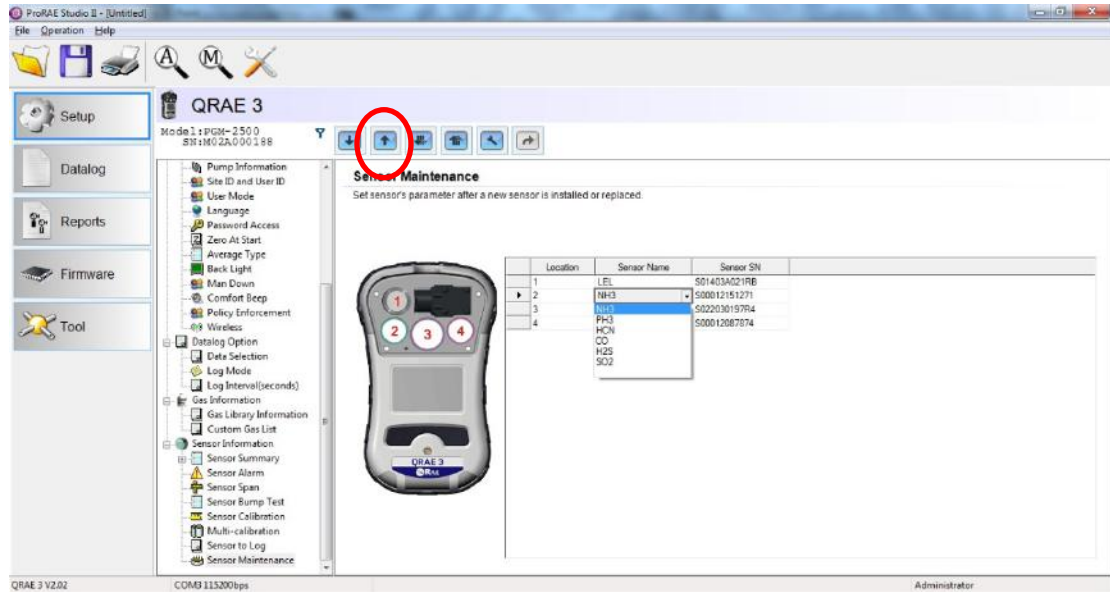 ProRAE Studio II - [Untitled]
File Operation Help
A M
Setup
Datalog
Reports
Firmware
Tool
QRAE 3
Model:PGM-2500
SN:M02A000188
Pump Information
Site ID and User ID
User Mode
Language
Password Access
Zero At Start
Average Type
Back Light
Man Down
Comfort Beep
Policy Enforcement
Wireless
Datalog Option
Data Selection
Log Mode
Log Interval(seconds)
Gas Information
Gas Library Information
Custom Gas List
Sensor Information
Sensor Summary
Sensor Alarm
Sensor Span
Sensor Bump Test
Sensor Calibration
Multi-calibration
Sensor to Log
Sensor Maintenance
Sensor Maintenance
Set sensor's parameter after a new sensor is installed or replaced.
1
2 3 4
QRAE 3
RAE
Location Sensor Name Sensor SN
1 LEL S01403A021RB
2 NH3 S00012151271
3 NH3 S022030197R4
4 PH3 S00012087874
HCN
CO
H2S
SO2
QRAE 3 V2.02 COM3 115200bps Administrator